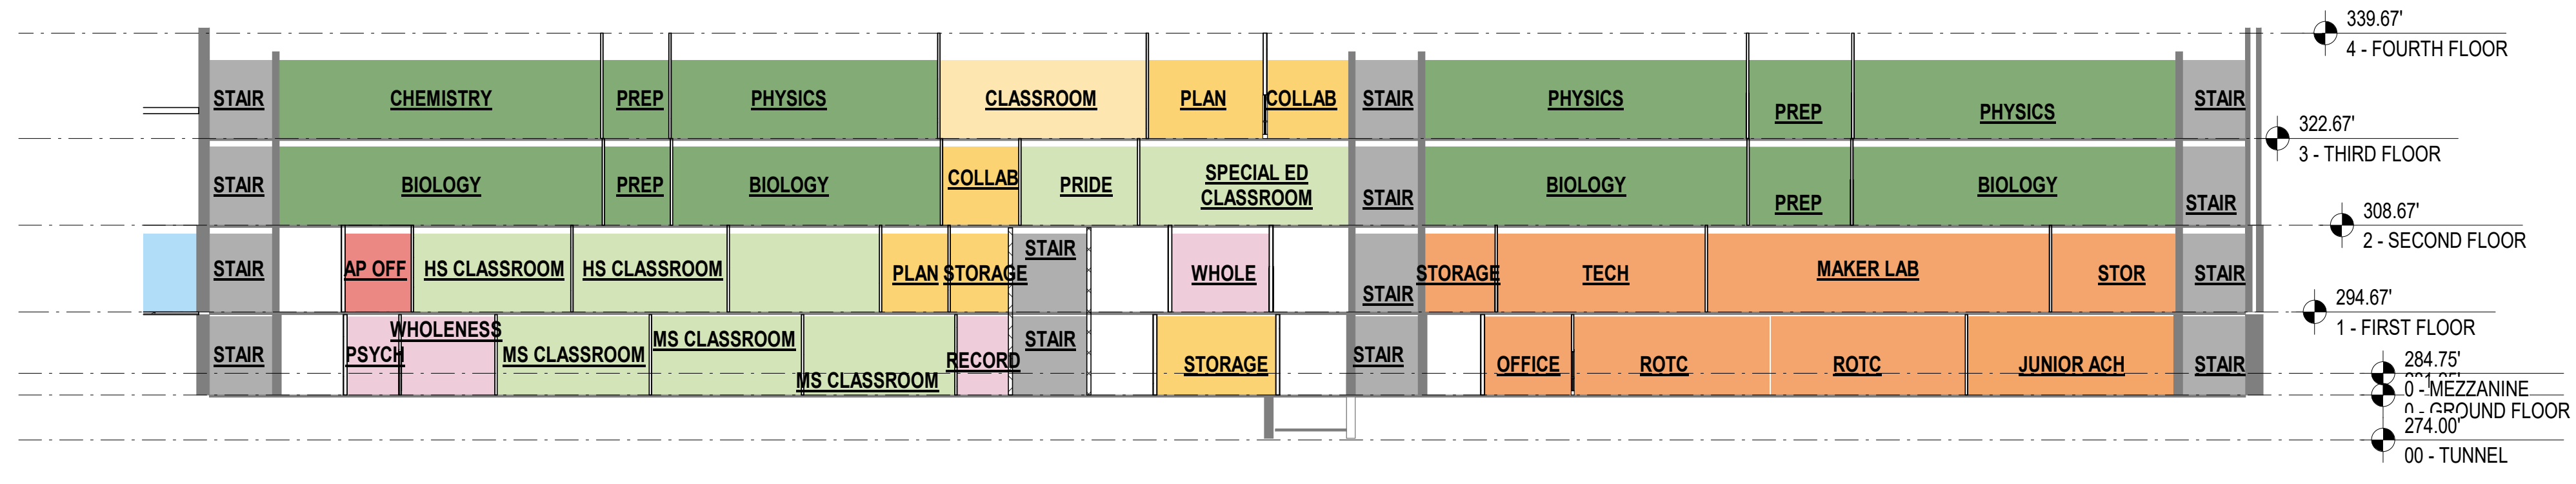 339.67'
4 - FOURTH FLOOR
STAIR CHEMISTRY PREP PHYSICS CLASSROOM PLAN COLLAB STAIR PHYSICS PREP PHYSICS STAIR
322.67'
3 - THIRD FLOOR
STAIR BIOLOGY PREP BIOLOGY COLLAB PRIDE SPECIAL ED
CLASSROOM STAIR BIOLOGY PREP BIOLOGY STAIR
308.67'
2 - SECOND FLOOR
STAIR AP OFF HS CLASSROOM HS CLASSROOM PLAN STORAGE STAIR WHOLE STAIR STORAGE TECH MAKER LAB STOR STAIR
294.67'
1 - FIRST FLOOR
STAIR PSYCH WHOLENESS MS CLASSROOM MS CLASSROOM MS CLASSROOM RECORD STAIR STORAGE STAIR OFFICE ROTC ROTC JUNIOR ACH STAIR
284.75'
0 - MEZZANINE
0 - GROUND FLOOR
274.00'
00 - TUNNEL